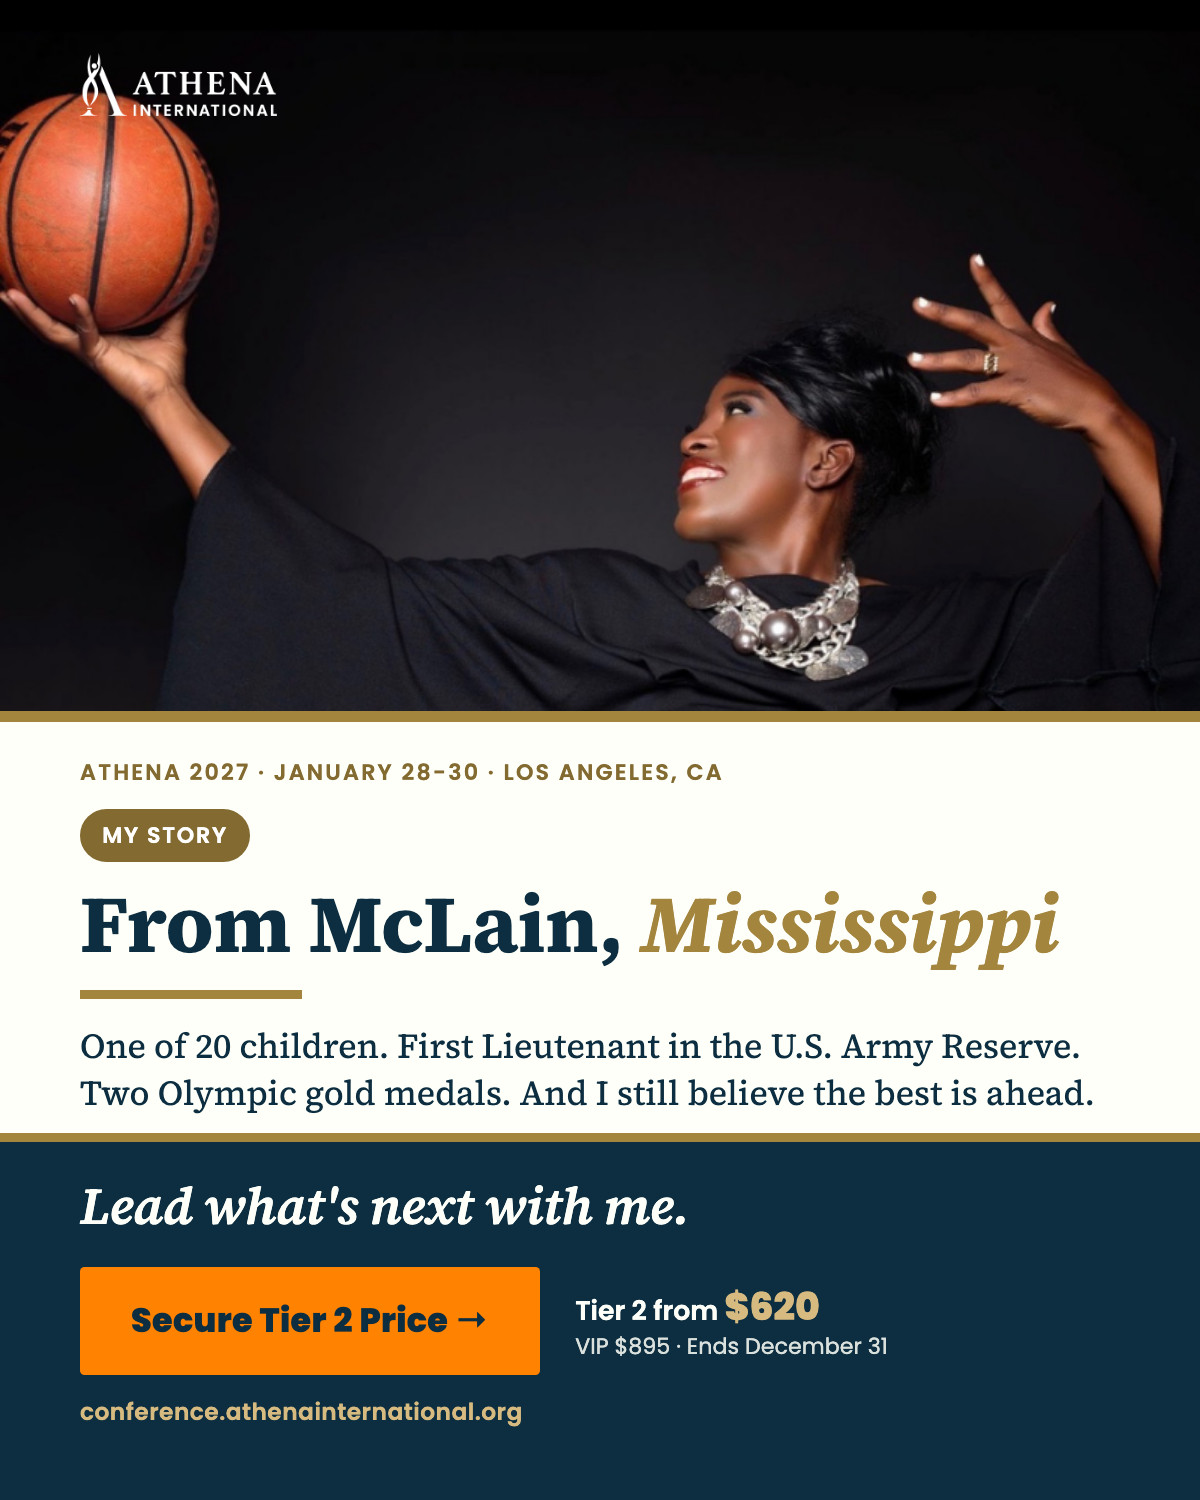 ATHENA
INTERNATIONAL
ATHENA 2027 · JANUARY 28–30 · LOS ANGELES, CA
MY STORY
From McLain, Mississippi
One of 20 children. First Lieutenant in the U.S. Army Reserve.
Two Olympic gold medals. And I still believe the best is ahead.
Lead what's next with me.
Secure Tier 2 Price →
Tier 2 from $620
VIP $895 · Ends December 31
conference.athenainternational.org